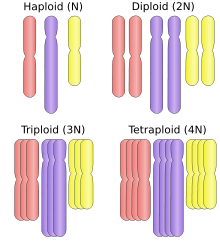 Haploid (N)
Diploid (2N)
Triploid (3N)
Tetraploid (4N)